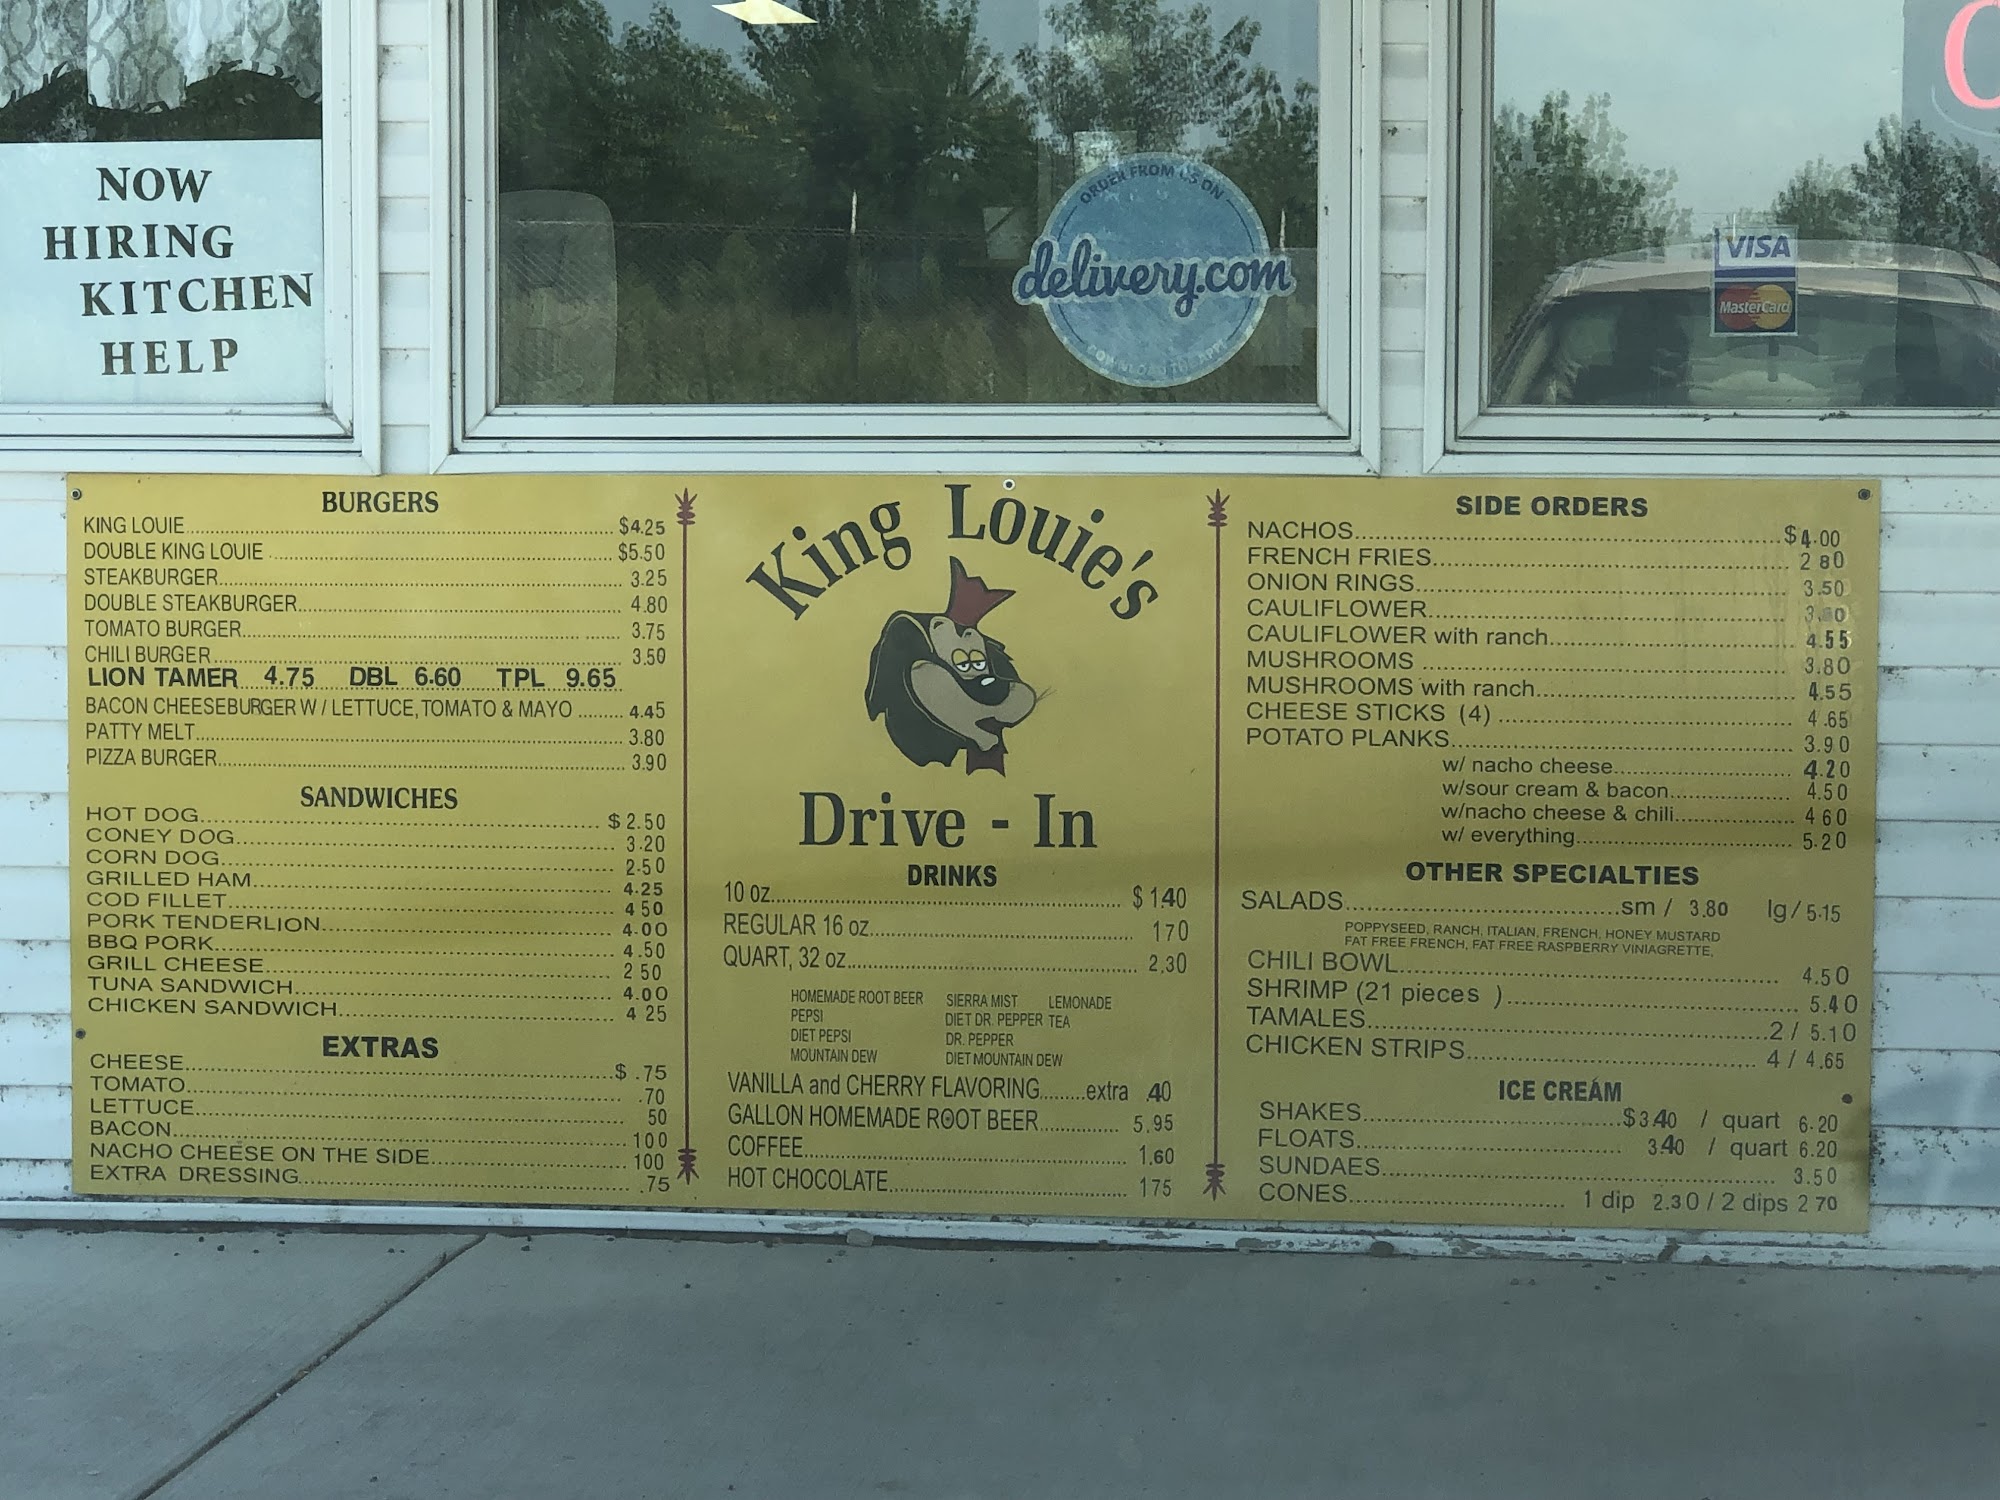 NOW
HIRING
KITCHEN
HELP
ORDER FROM US ON
delivery.com
DOWNLOAD THE APP
VISA
MasterCard
BURGERS
KING LOUIE $4.25
DOUBLE KING LOUIE $5.50
STEAKBURGER 3.25
DOUBLE STEAKBURGER 4.80
TOMATO BURGER 3.75
CHILI BURGER 3.50
LION TAMER 4.75 DBL 6.60 TPL 9.65
BACON CHEESEBURGER W / LETTUCE, TOMATO & MAYO 4.45
PATTY MELT 3.80
PIZZA BURGER 3.90
SANDWICHES
HOT DOG $2.50
CONEY DOG 3.20
CORN DOG 2.50
GRILLED HAM 4.25
COD FILLET 4 50
PORK TENDERLION 4.00
BBQ PORK 4.50
GRILL CHEESE 2 50
TUNA SANDWICH 4.00
CHICKEN SANDWICH 4 25
EXTRAS
CHEESE $ .75
TOMATO .70
LETTUCE 50
BACON 100
NACHO CHEESE ON THE SIDE 100
EXTRA DRESSING .75
King Louie's
Drive - In
DRINKS
10 oz. $ 140
REGULAR 16 oz. 170
QUART, 32 oz. 2.30
HOMEMADE ROOT BEER SIERRA MIST LEMONADE
PEPSI DIET DR. PEPPER TEA
DIET PEPSI DR. PEPPER
MOUNTAIN DEW DIET MOUNTAIN DEW
VANILLA and CHERRY FLAVORING extra .40
GALLON HOMEMADE ROOT BEER 5.95
COFFEE 1.60
HOT CHOCOLATE 175
SIDE ORDERS
NACHOS $4.00
FRENCH FRIES 2 80
ONION RINGS 3.50
CAULIFLOWER
CAULIFLOWER with ranch 4.55
MUSHROOMS 3.80
MUSHROOMS with ranch 4.55
CHEESE STICKS (4) 4.65
POTATO PLANKS 3.90
w/ nacho cheese 4.20
w/sour cream & bacon 4.50
w/nacho cheese & chili 4 60
w/ everything 5.20
OTHER SPECIALTIES
SALADS sm / 3.80 lg/ 5.15
POPPYSEED, RANCH, ITALIAN, FRENCH, HONEY MUSTARD
FAT FREE FRENCH, FAT FREE RASPBERRY VINIAGRETTE,
CHILI BOWL 4.50
SHRIMP (21 pieces ) 5.40
TAMALES 2 / 5.10
CHICKEN STRIPS 4 / 4.65
ICE CREAM
SHAKES $3.40 / quart 6.20
FLOATS 3.40 / quart 6.20
SUNDAES 3.50
CONES 1 dip 2.30 / 2 dips 2 70